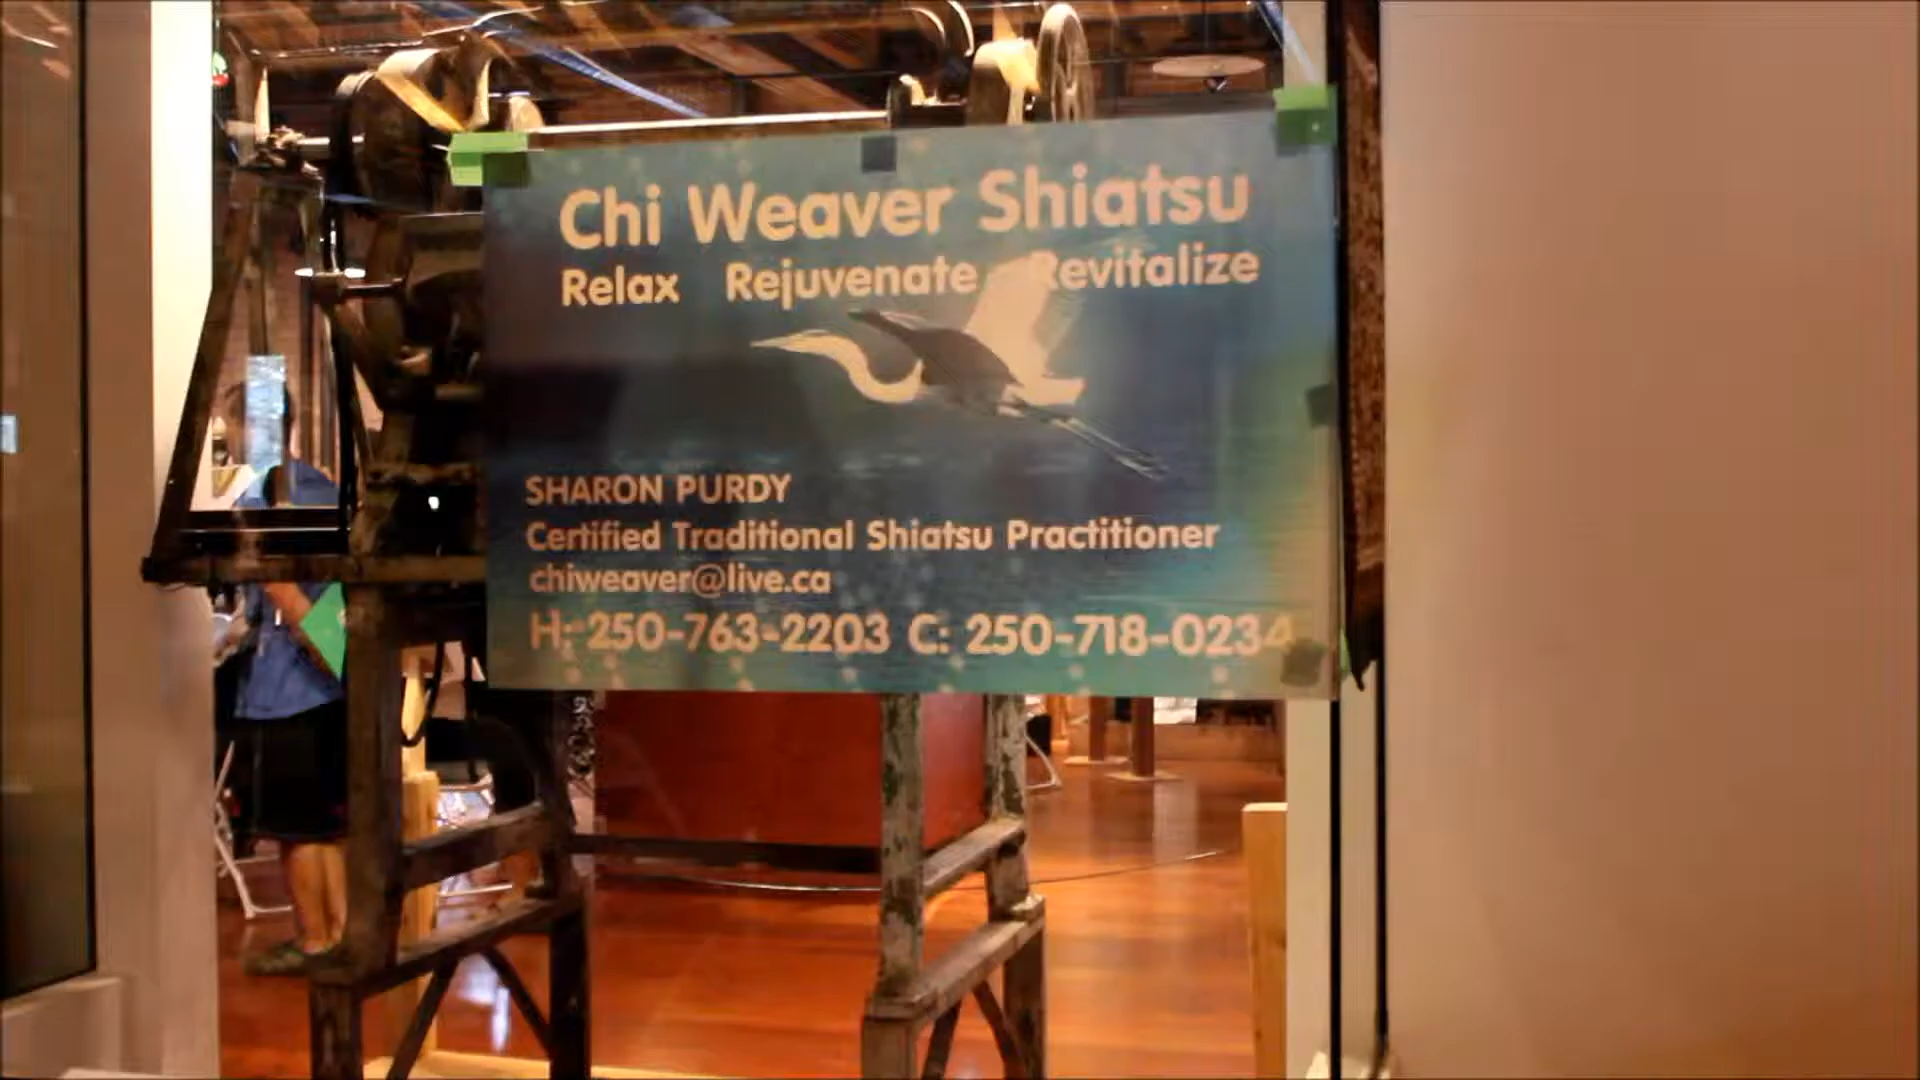 Chi Weaver Shiatsu
Relax Rejuvenate Revitalize
SHARON PURDY
Certified Traditional Shiatsu Practitioner
chiweaver@live.ca
H: 250-763-2203 C: 250-718-0234